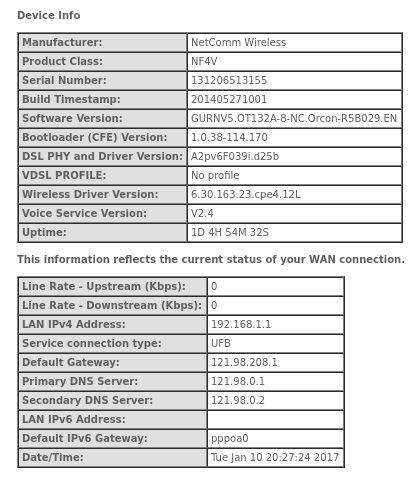 Device Info
Manufacturer: NetComm Wireless
Product Class: NF4V
Serial Number: 131206513155
Build Timestamp: 201405271001
Software Version: GURNV5.OT132A-8-NC.Orcon-R5B029.EN
Bootloader (CFE) Version: 1.0.38-114.170
DSL PHY and Driver Version: A2pv6F039i.d25b
VDSL PROFILE: No profile
Wireless Driver Version: 6.30.163.23.cpe4.12L
Voice Service Version: V2.4
Uptime: 1D 4H 54M 32S
This information reflects the current status of your WAN connection.
Line Rate - Upstream (Kbps): 0
Line Rate - Downstream (Kbps): 0
LAN IPv4 Address: 192.168.1.1
Service connection type: UFB
Default Gateway: 121.98.208.1
Primary DNS Server: 121.98.0.1
Secondary DNS Server: 121.98.0.2
LAN IPv6 Address:
Default IPv6 Gateway: pppoa0
Date/Time: Tue Jan 10 20:27:24 2017